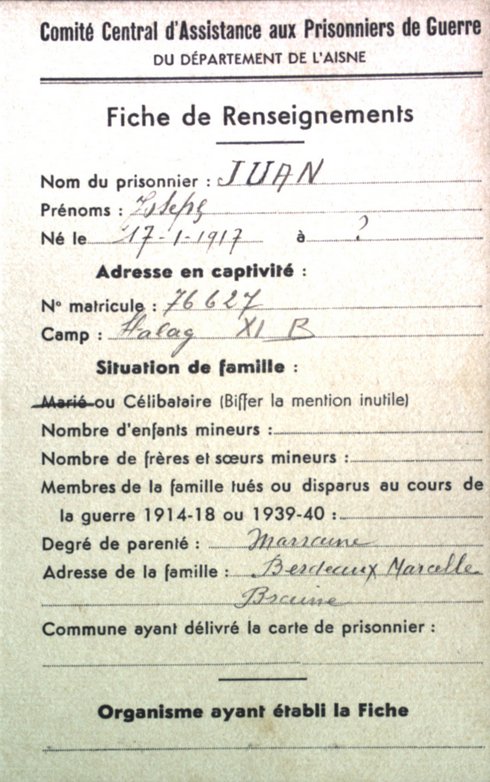 Comité Central d'Assistance aux Prisonniers de Guerre
DU DÉPARTEMENT DE L'AISNE
Fiche de Renseignements
Nom du prisonnier : JUAN
Prénoms : Joseph
Né le 17-1-1917 à ?
Adresse en captivité :
N° matricule : 76627
Camp : Stalag XI B
Situation de famille :
Marié ou Célibataire (Biffer la mention inutile)
Nombre d'enfants mineurs :
Nombre de frères et sœurs mineurs :
Membres de la famille tués ou disparus au cours de
la guerre 1914-18 ou 1939-40 :
Degré de parenté : Marraine
Adresse de la famille : Berdeaux Marcelle
Braine
Commune ayant délivré la carte de prisonnier :
Organisme ayant établi la Fiche